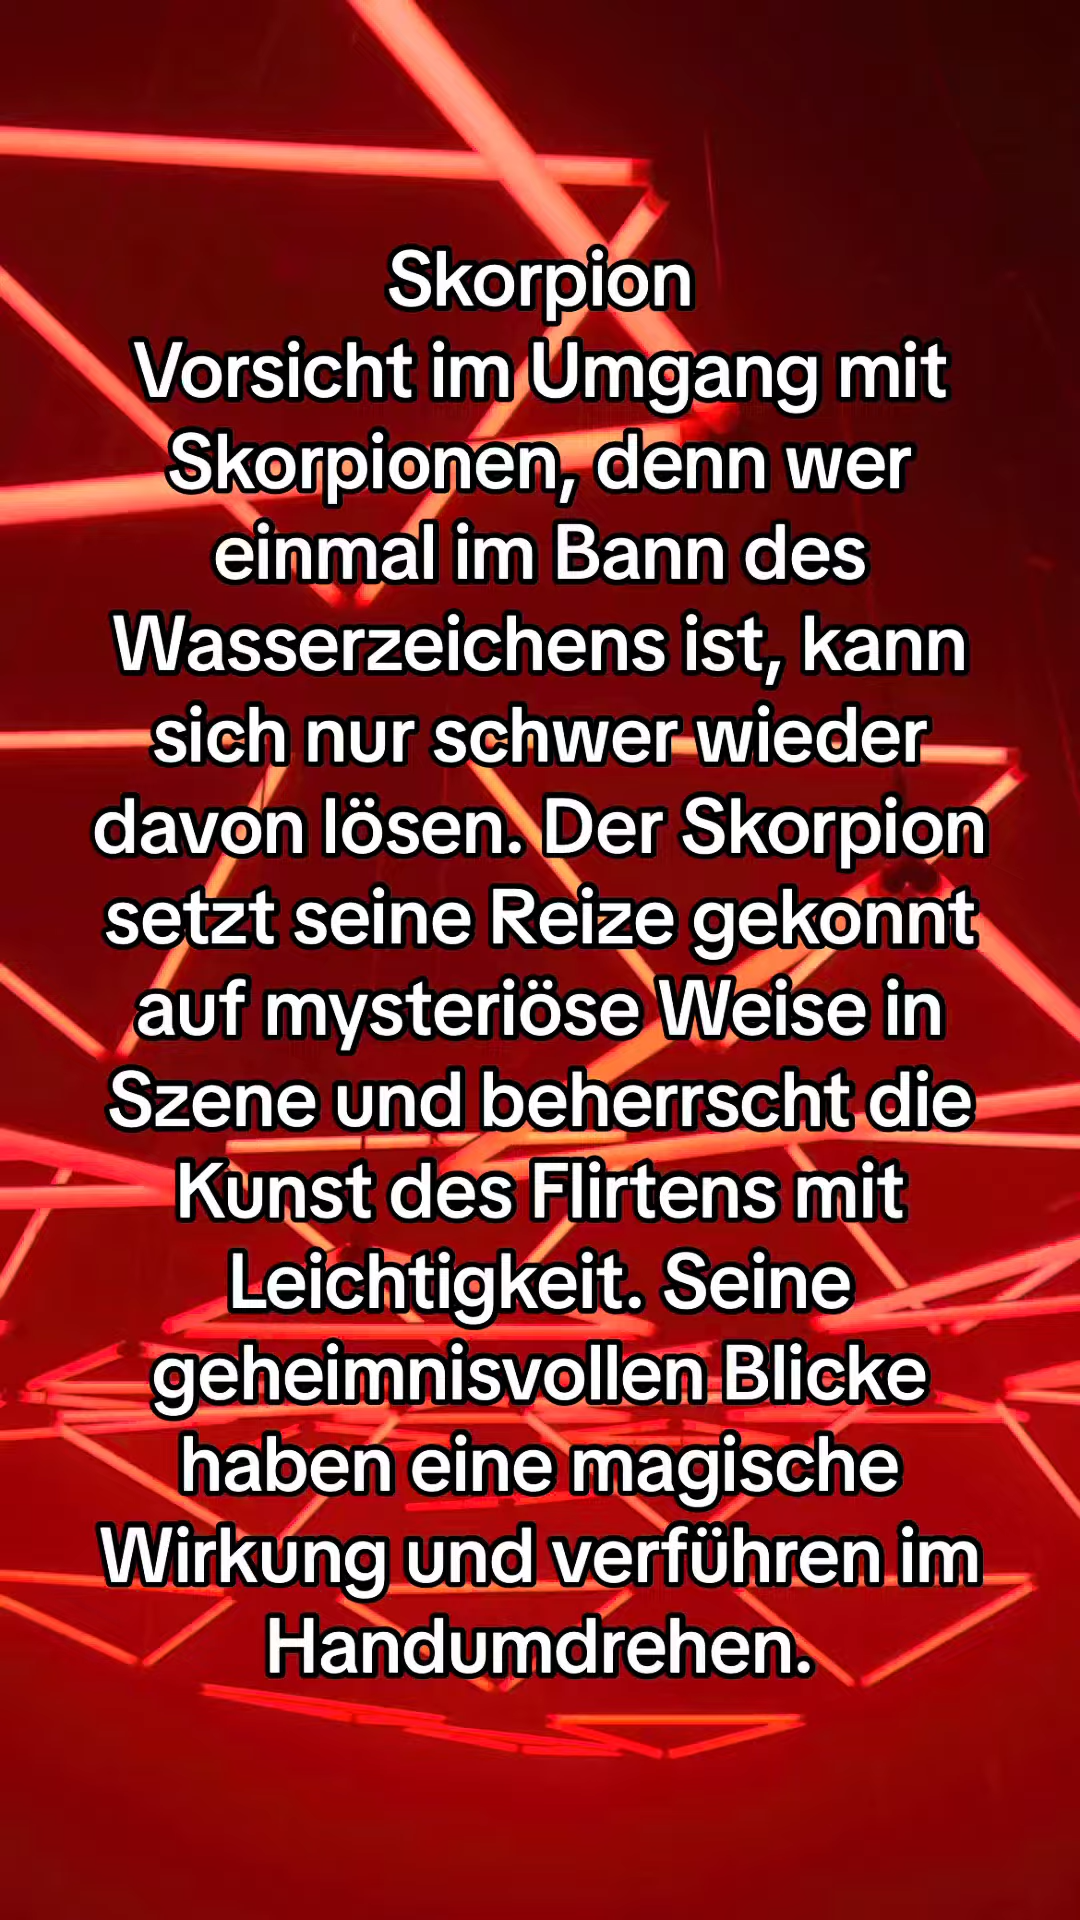 Skorpion
Vorsicht im Umgang mit
Skorpionen, denn wer
einmal im Bann des
Wasserzeichens ist, kann
sich nur schwer wieder
davon lösen. Der Skorpion
setzt seine Reize gekonnt
auf mysteriöse Weise in
Szene und beherrscht die
Kunst des Flirtens mit
Leichtigkeit. Seine
geheimnisvollen Blicke
haben eine magische
Wirkung und verführen im
Handumdrehen.